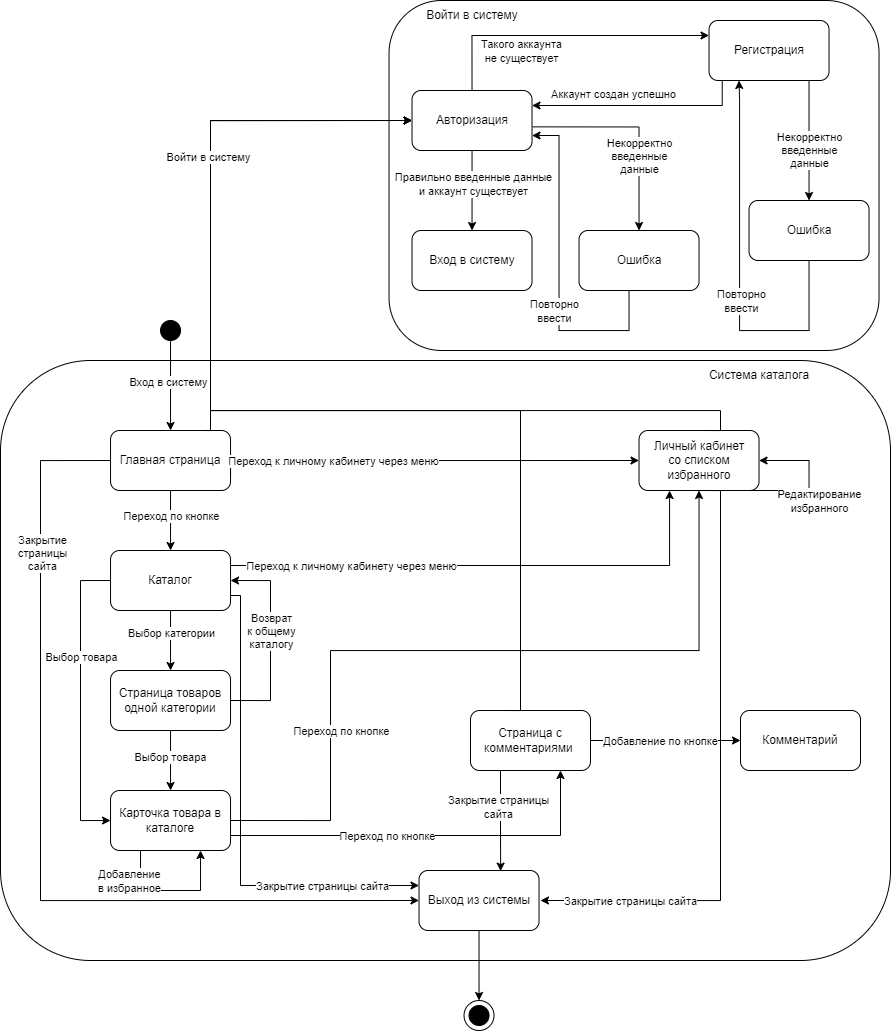 Войти в систему
Такого аккаунта
не существует
Регистрация
Аккаунт создан успешно
Авторизация
Некорректно
введенные
данные
Некорректно
введенные
данные
Войти в систему
Правильно введенные данные
и аккаунт существует
Вход в систему
Ошибка
Ошибка
Повторно
ввести
Повторно
ввести
Система каталога
Вход в систему
Главная страница
Переход к личному кабинету через меню
Личный кабинет
со списком
избранного
Редактирование
избранного
Переход по кнопке
Закрытие
страницы
сайта
Каталог
Переход к личному кабинету через меню
Возврат
к общему
каталогу
Выбор категории
Выбор товара
Страница товаров
одной категории
Переход по кнопке
Страница с
комментариями
Добавление по кнопке
Комментарий
Выбор товара
Карточка товара в
каталоге
Закрытие страницы
сайта
Переход по кнопке
Добавление
в избранное
Закрытие страницы сайта
Выход из системы
Закрытие страницы сайта